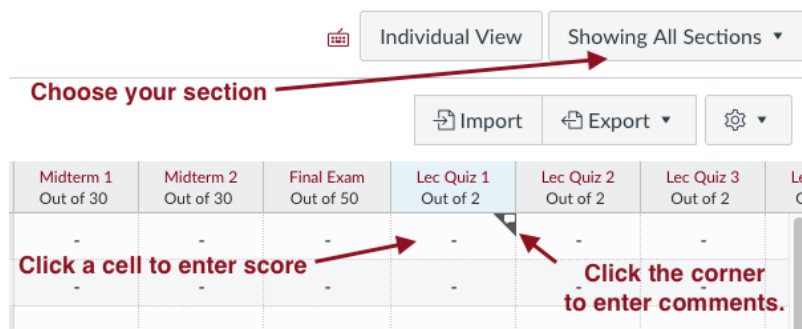 Individual View
Showing All Sections
Choose your section
Import
Export
Midterm 1
Out of 30
Midterm 2
Out of 30
Final Exam
Out of 50
Lec Quiz 1
Out of 2
Lec Quiz 2
Out of 2
Lec Quiz 3
Out of 2
- - - - - -
Click a cell to enter score
Click the corner
to enter comments.
- - - - - -